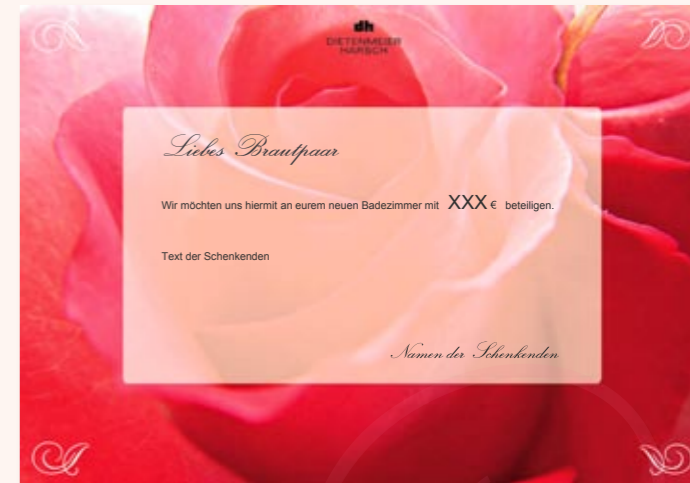 dh
DIETENMEIER
HARSCH
Liebes Brautpaar
Wir möchten uns hiermit an eurem neuen Badezimmer mit XXX € beteiligen.
Text der Schenkenden
Namen der Schenkenden